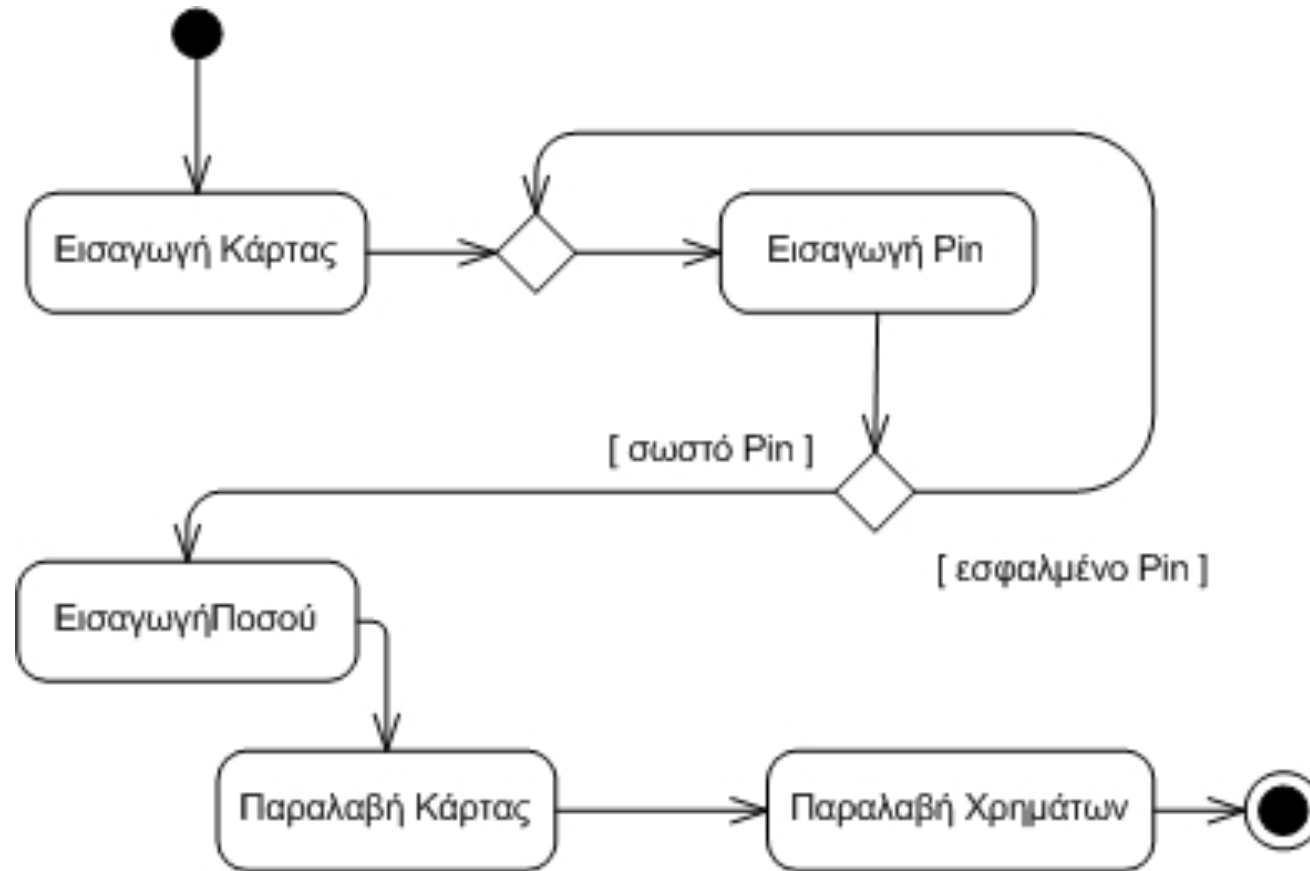 Εισαγωγή Κάρτας
Εισαγωγή Pin
[ σωστό Pin ]
[ εσφαλμένο Pin ]
ΕισαγωγήΠοσού
Παραλαβή Κάρτας
Παραλαβή Χρημάτων